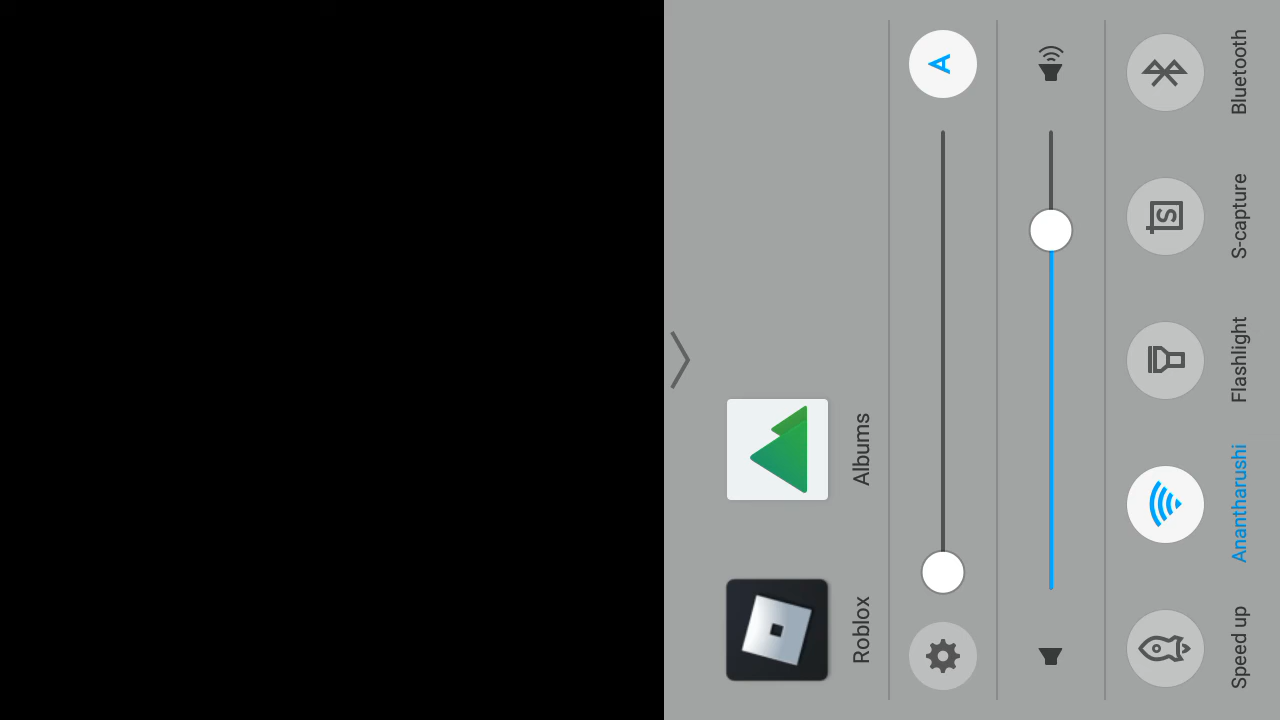 Roblox
Albums
A
Speed up
Anantharushi
Flashlight
S-capture
S
Bluetooth